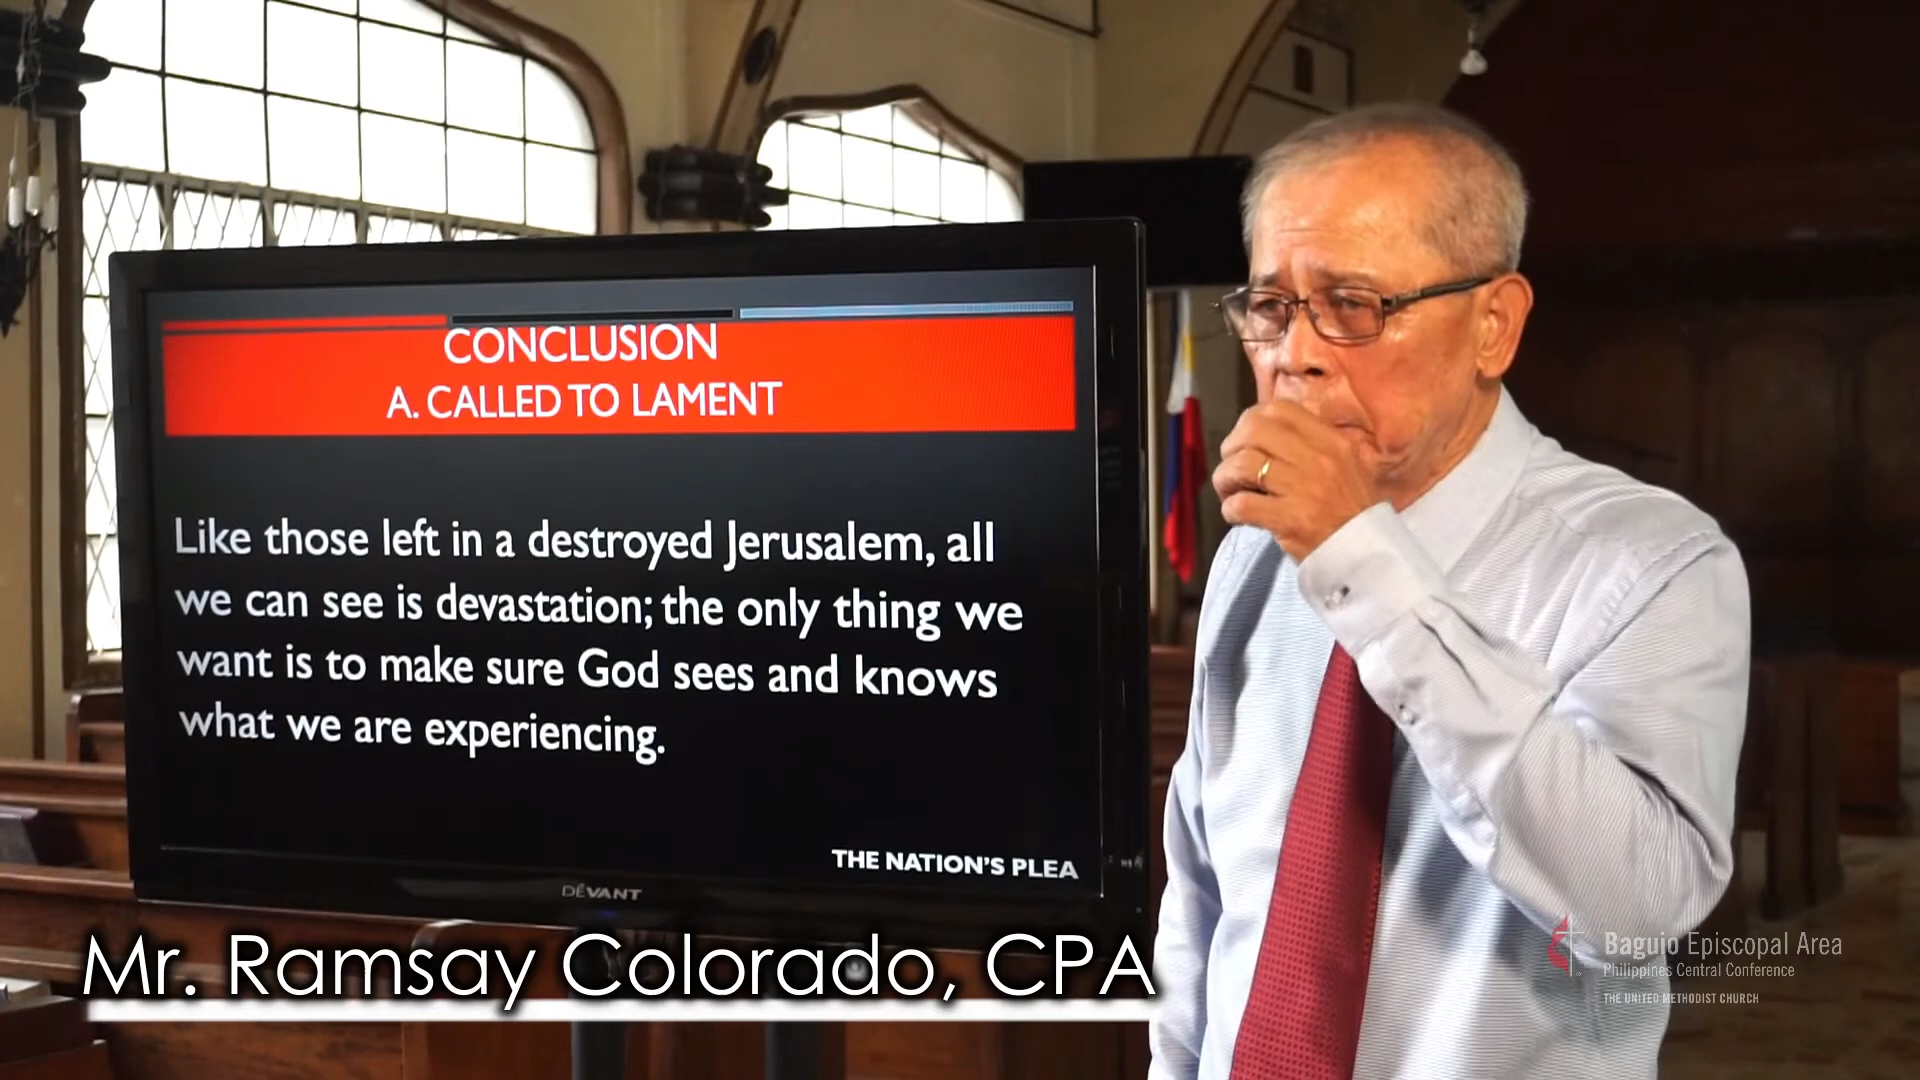 CONCLUSION
A. CALLED TO LAMENT
Like those left in a destroyed Jerusalem, all
we can see is devastation; the only thing we
want is to make sure God sees and knows
what we are experiencing.
THE NATION'S PLEA
DEVANT
Mr. Ramsay Colorado, CPA
Baguio Episcopal Area
Philippines Central Conference
THE UNITED METHODIST CHURCH